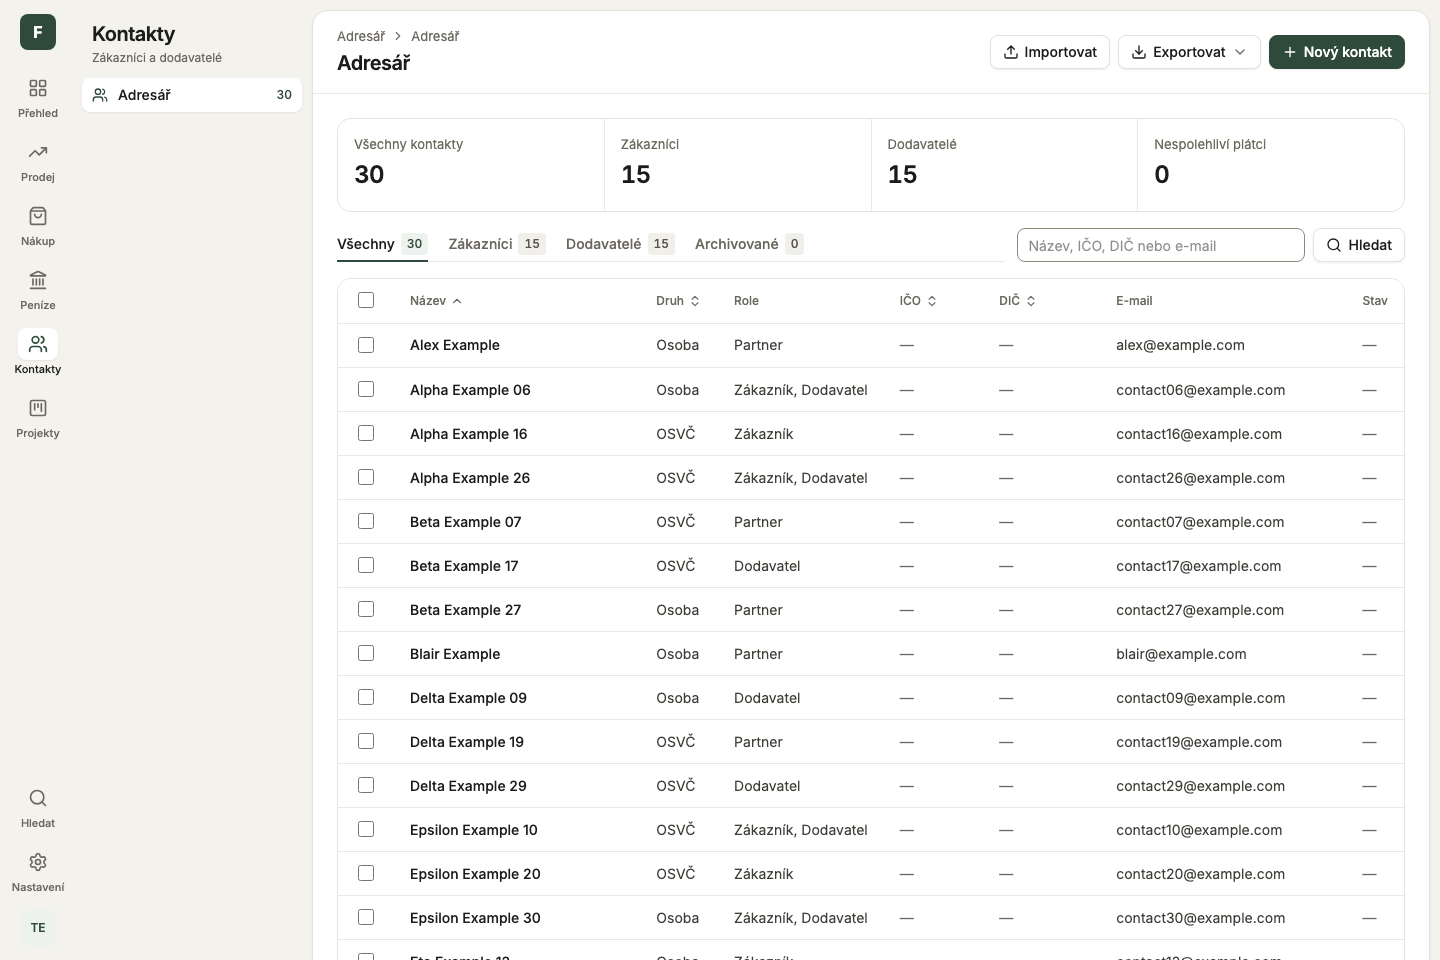 F
Přehled
Prodej
Nákup
Peníze
Kontakty
Projekty
Hledat
Nastavení
TE
Kontakty
Zákazníci a dodavatelé
Adresář 30
Adresář > Adresář
Adresář
Importovat Exportovat + Nový kontakt
Všechny kontakty Zákazníci Dodavatelé Nespolehliví plátci
30 15 15 0
Všechny 30 Zákazníci 15 Dodavatelé 15 Archivované 0 Název, IČO, DIČ nebo e-mail Hledat
Název Druh Role IČO DIČ E-mail Stav
Alex Example Osoba Partner — — alex@example.com —
Alpha Example 06 Osoba Zákazník, Dodavatel — — contact06@example.com —
Alpha Example 16 OSVČ Zákazník — — contact16@example.com —
Alpha Example 26 OSVČ Zákazník, Dodavatel — — contact26@example.com —
Beta Example 07 OSVČ Partner — — contact07@example.com —
Beta Example 17 OSVČ Dodavatel — — contact17@example.com —
Beta Example 27 Osoba Partner — — contact27@example.com —
Blair Example Osoba Partner — — blair@example.com —
Delta Example 09 Osoba Dodavatel — — contact09@example.com —
Delta Example 19 OSVČ Partner — — contact19@example.com —
Delta Example 29 OSVČ Dodavatel — — contact29@example.com —
Epsilon Example 10 OSVČ Zákazník, Dodavatel — — contact10@example.com —
Epsilon Example 20 OSVČ Zákazník — — contact20@example.com —
Epsilon Example 30 Osoba Zákazník, Dodavatel — — contact30@example.com —